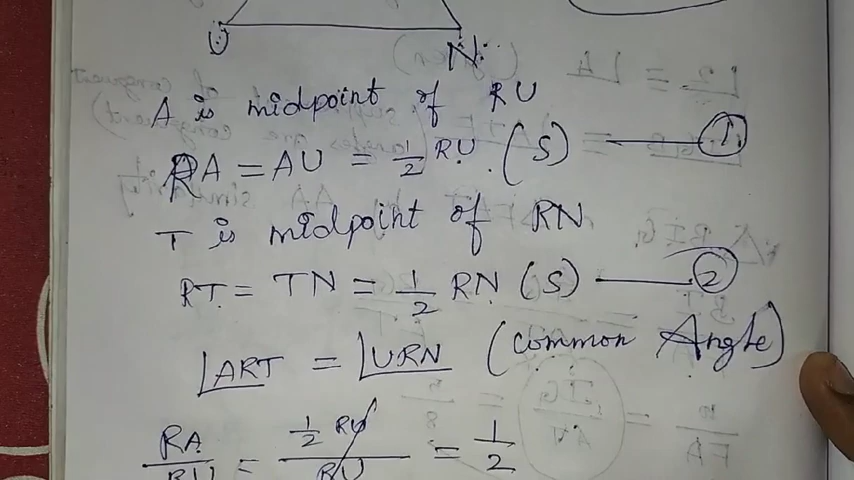 U N
A is midpoint of RU
RA = AU = 1/2 RU (S) ——— 1
T is midpoint of RN
RT = TN = 1/2 RN (S) ——— 2
∠ART = ∠URN (common Angle)
RA/RU = 1/2 RU/RU = 1/2